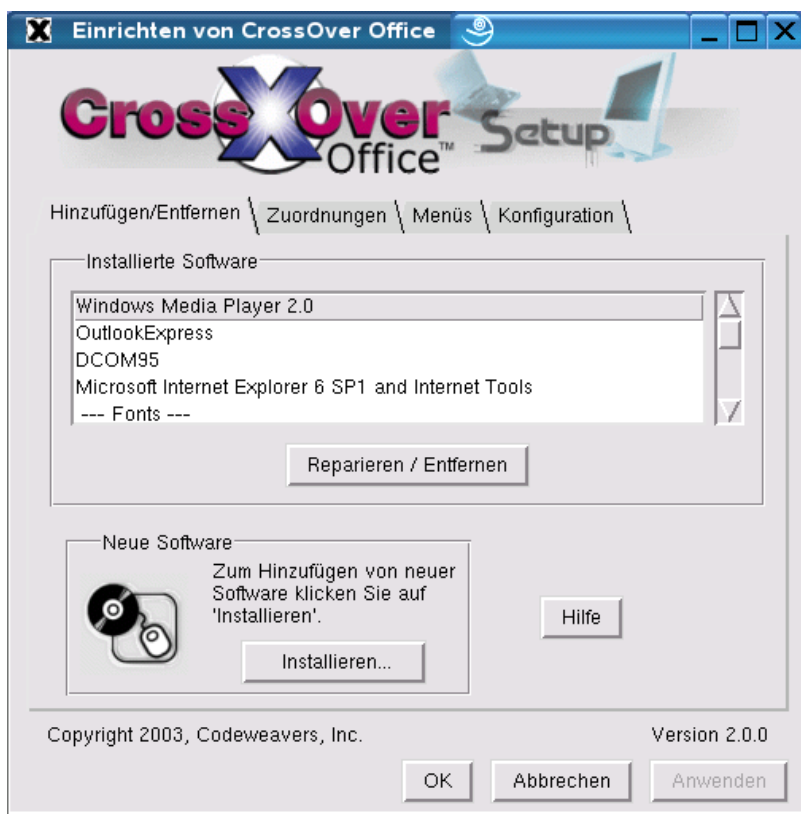 Einrichten von CrossOver Office
CrossOver
Office™
Setup
Hinzufügen/Entfernen Zuordnungen Menüs Konfiguration
Installierte Software
Windows Media Player 2.0
OutlookExpress
DCOM95
Microsoft Internet Explorer 6 SP1 and Internet Tools
--- Fonts ---
Reparieren / Entfernen
Neue Software
Zum Hinzufügen von neuer
Software klicken Sie auf
'Installieren'.
Installieren...
Hilfe
Copyright 2003, Codeweavers, Inc.
Version 2.0.0
OK Abbrechen Anwenden